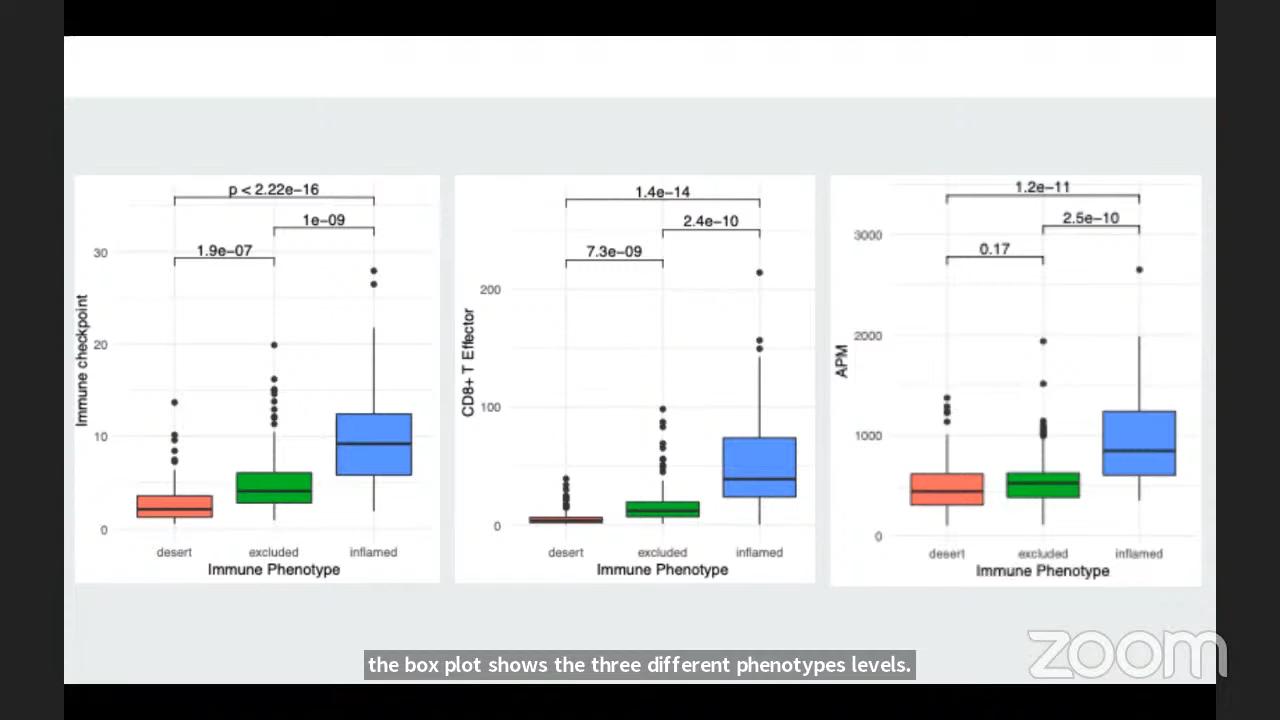 p < 2.22e−16
1e−09
1.9e−07
30
20
10
0
Immune checkpoint
desert excluded inflamed
Immune Phenotype
1.4e−14
2.4e−10
7.3e−09
200
100
0
CD8+ T Effector
desert excluded inflamed
Immune Phenotype
1.2e−11
2.5e−10
0.17
3000
2000
1000
0
APM
desert excluded inflamed
Immune Phenotype
the box plot shows the three different phenotypes levels.
zoom